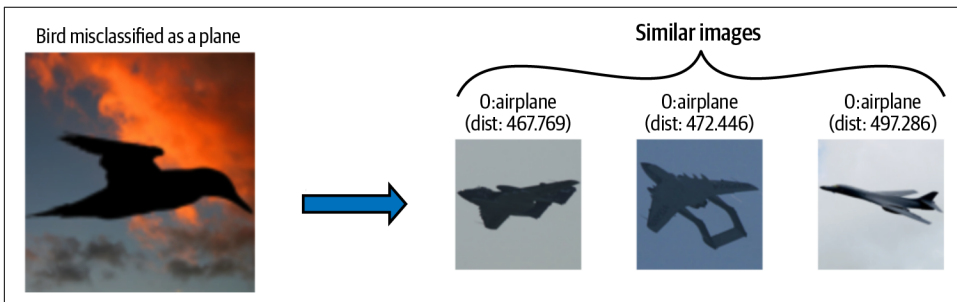 Bird misclassified as a plane
Similar images
0:airplane
(dist: 467.769)
0:airplane
(dist: 472.446)
0:airplane
(dist: 497.286)